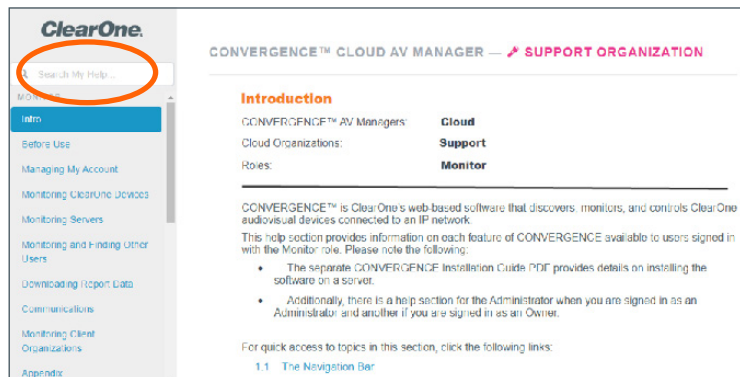 ClearOne.
Search My Help...
MONITOR
Intro
Before Use
Managing My Account
Monitoring ClearOne Devices
Monitoring Servers
Monitoring and Finding Other
Users
Downloading Report Data
Communications
Monitoring Client
Organizations
Appendix
CONVERGENCE™ CLOUD AV MANAGER — SUPPORT ORGANIZATION
Introduction
CONVERGENCE™ AV Managers: Cloud
Cloud Organizations: Support
Roles: Monitor
CONVERGENCE™ is ClearOne's web-based software that discovers, monitors, and controls ClearOne
audiovisual devices connected to an IP network.
This help section provides information on each feature of CONVERGENCE available to users signed in
with the Monitor role. Please note the following:
• The separate CONVERGENCE Installation Guide PDF provides details on installing the
software on a server.
• Additionally, there is a help section for the Administrator when you are signed in as an
Administrator and another if you are signed in as an Owner.
For quick access to topics in this section, click the following links:
1.1 The Navigation Bar